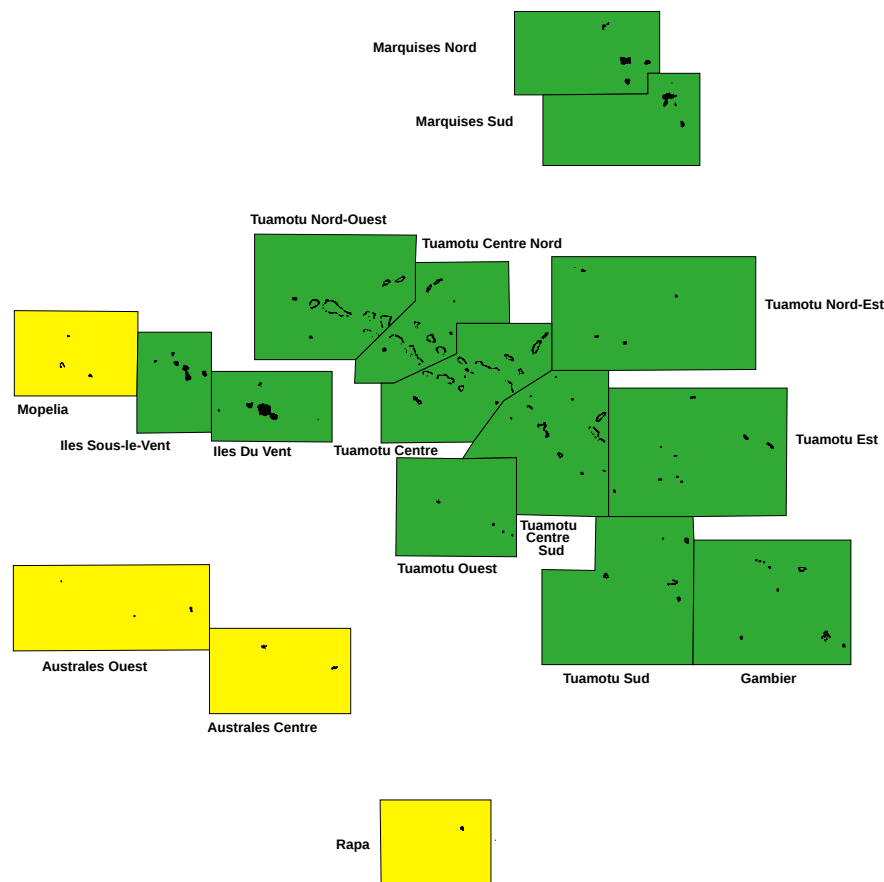 Marquises Nord
Marquises Sud
Tuamotu Nord-Ouest
Tuamotu Centre Nord
Tuamotu Nord-Est
Mopelia
Iles Sous-le-Vent
Iles Du Vent
Tuamotu Centre
Tuamotu Est
Tuamotu
Centre
Sud
Tuamotu Ouest
Australes Ouest
Tuamotu Sud
Gambier
Australes Centre
Rapa